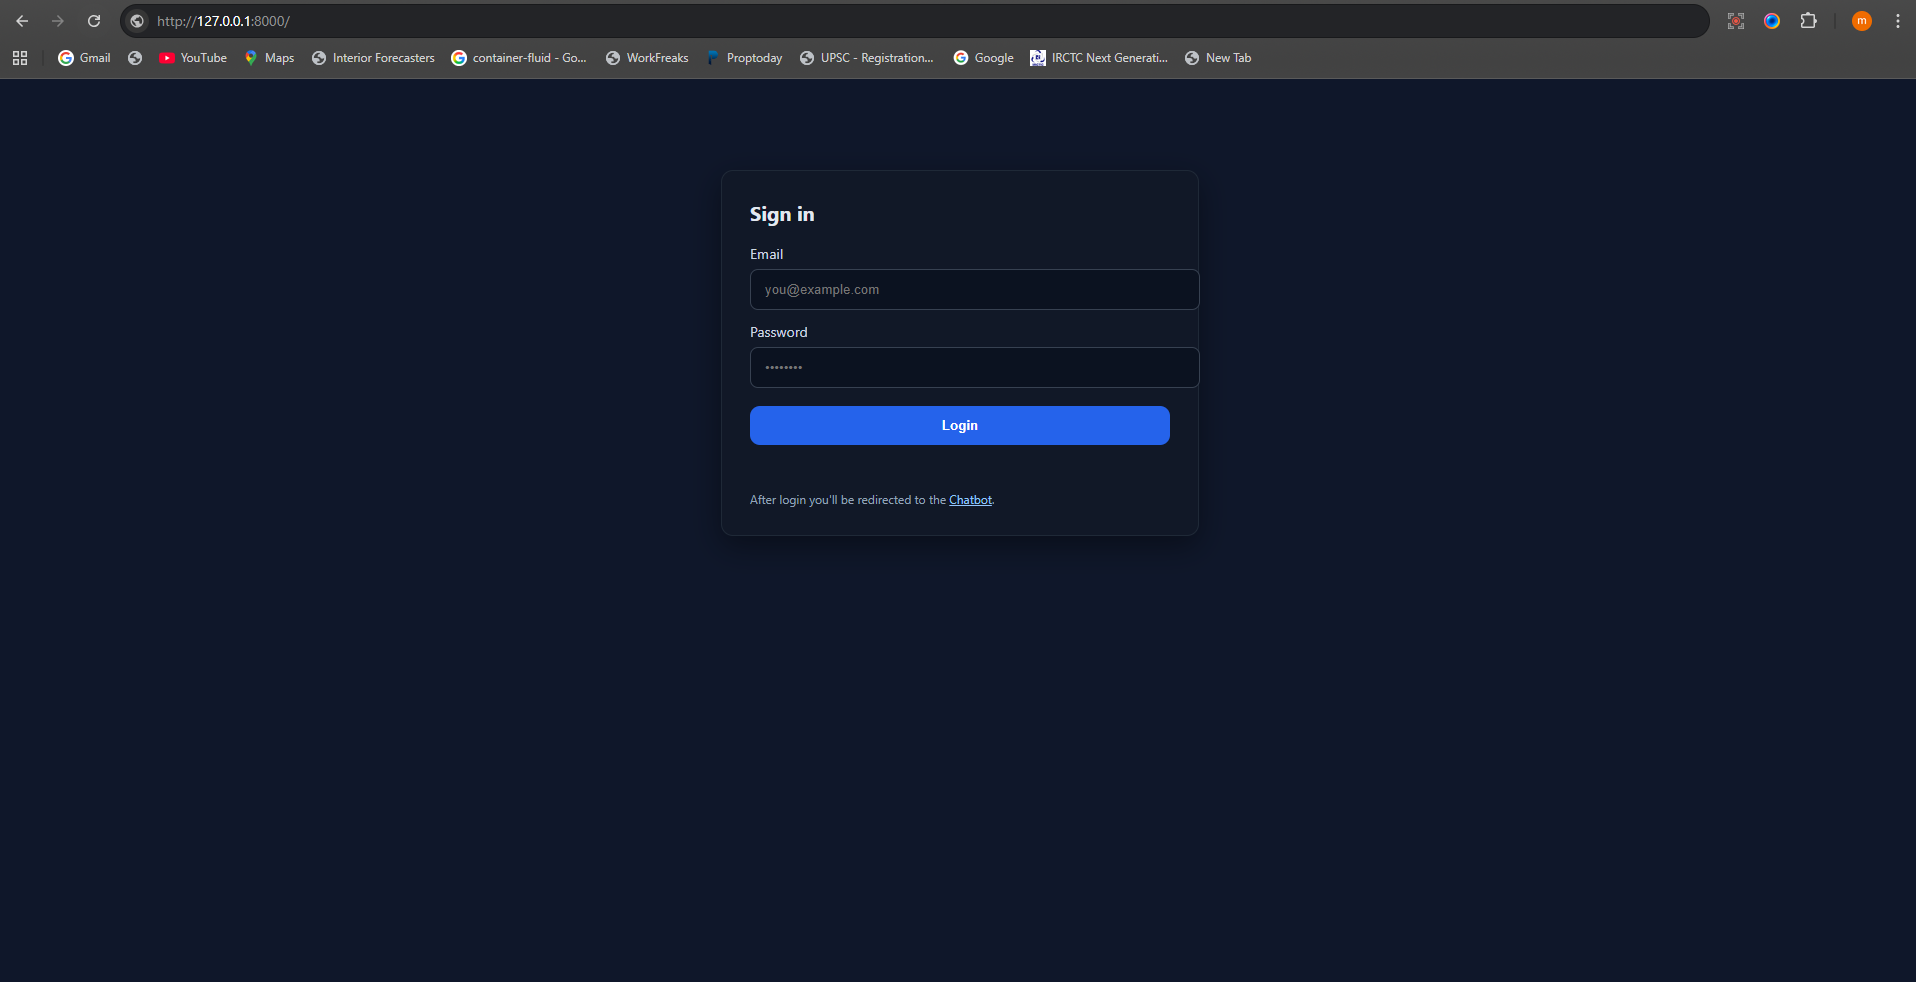 http://127.0.0.1:8000/
m
Gmail YouTube Maps Interior Forecasters container-fluid - Go... WorkFreaks Proptoday UPSC - Registration... Google IRCTC Next Generati... New Tab
Sign in
Email
you@example.com
Password
••••••••
Login
After login you'll be redirected to the Chatbot.